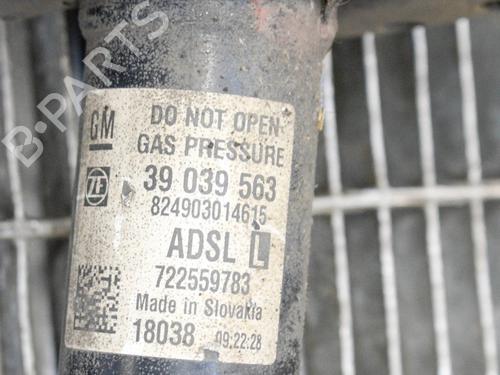 B-PARTS
GM
DO NOT OPEN
GAS PRESSURE
ZF
39 039 563
824903014615
ADSL L
722559783
Made in Slovakia
18038 09:22:28